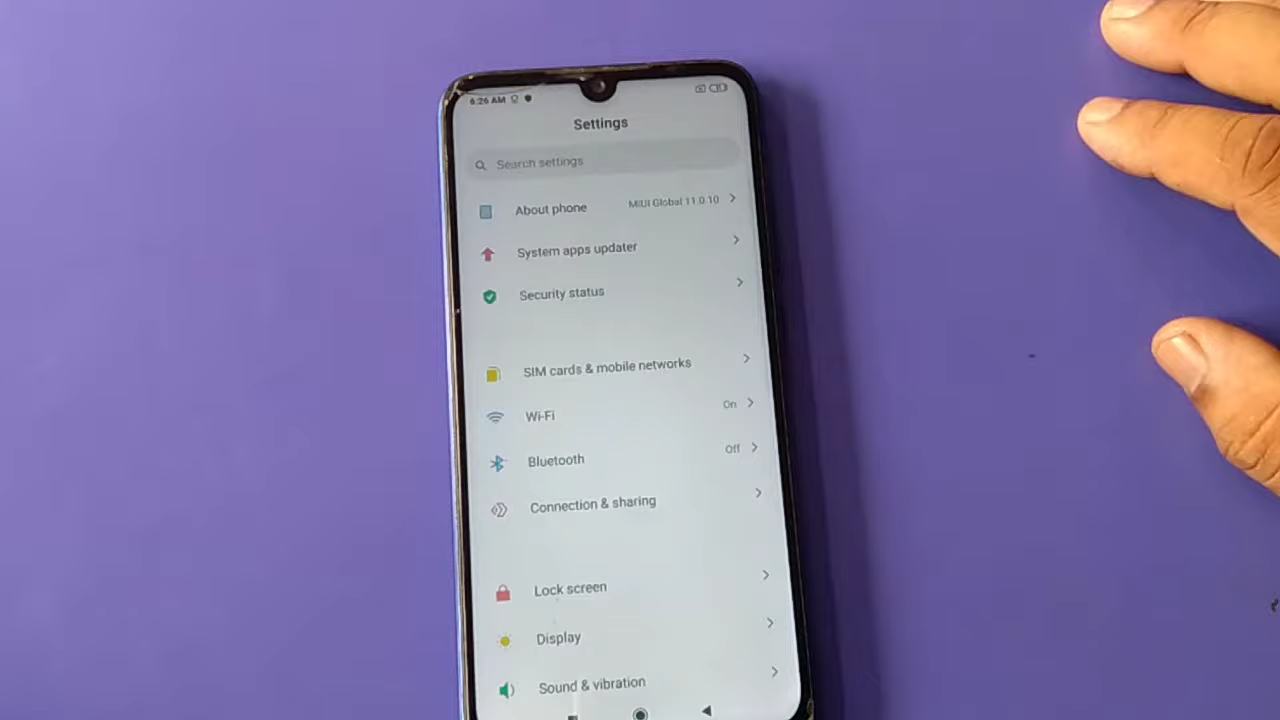 6:26 AM
Settings
Search settings
About phone MIUI Global 11.0.10
System apps updater
Security status
SIM cards & mobile networks
Wi-Fi On
Bluetooth Off
Connection & sharing
Lock screen
Display
Sound & vibration